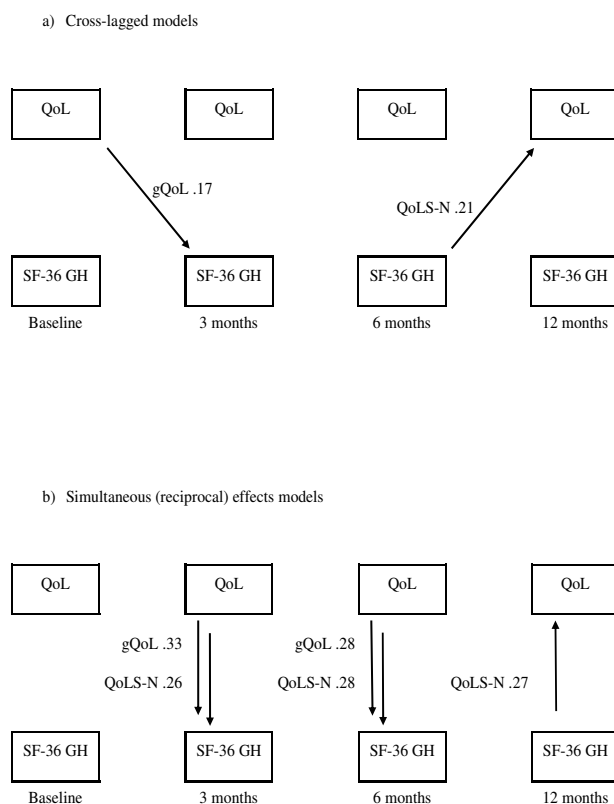 a) Cross-lagged models
QoL QoL QoL QoL
gQoL .17
QoLS-N .21
SF-36 GH SF-36 GH SF-36 GH SF-36 GH
Baseline 3 months 6 months 12 months
b) Simultaneous (reciprocal) effects models
QoL QoL QoL QoL
gQoL .33 gQoL .28
QoLS-N .26 QoLS-N .28 QoLS-N .27
SF-36 GH SF-36 GH SF-36 GH SF-36 GH
Baseline 3 months 6 months 12 months